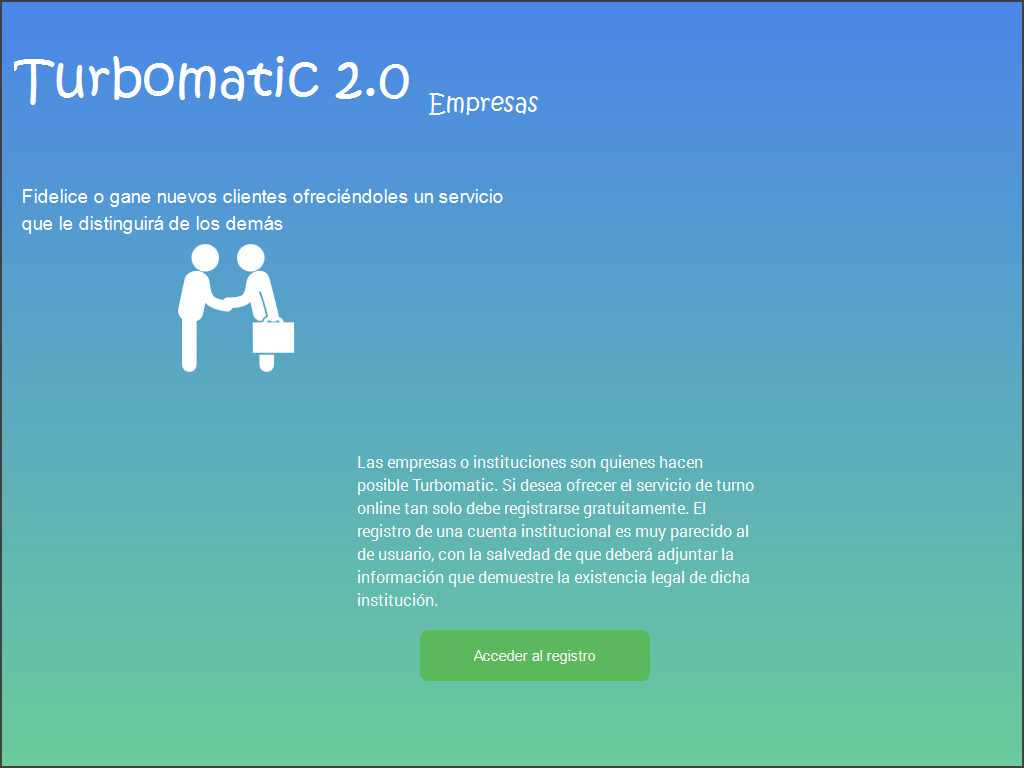 Turbomatic 2.0
Empresas
Fidelice o gane nuevos clientes ofreciéndoles un servicio
que le distinguirá de los demás
Las empresas o instituciones son quienes hacen
posible Turbomatic. Si desea ofrecer el servicio de turno
online tan solo debe registrarse gratuitamente. El
registro de una cuenta institucional es muy parecido al
de usuario, con la salvedad de que deberá adjuntar la
información que demuestre la existencia legal de dicha
institución.
Acceder al registro